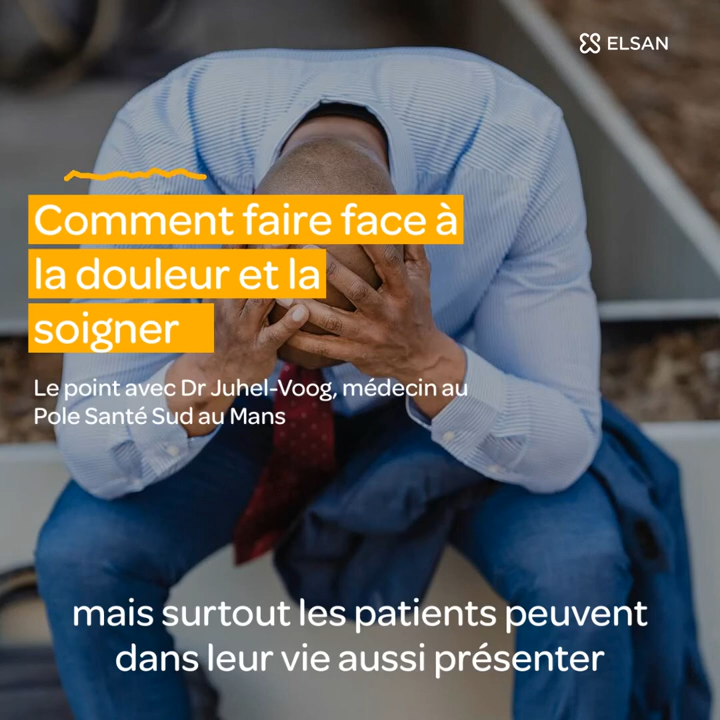 ELSAN
Comment faire face à
la douleur et la
soigner
Le point avec Dr Juhel-Voog, médecin au
Pole Santé Sud au Mans
mais surtout les patients peuvent
dans leur vie aussi présenter